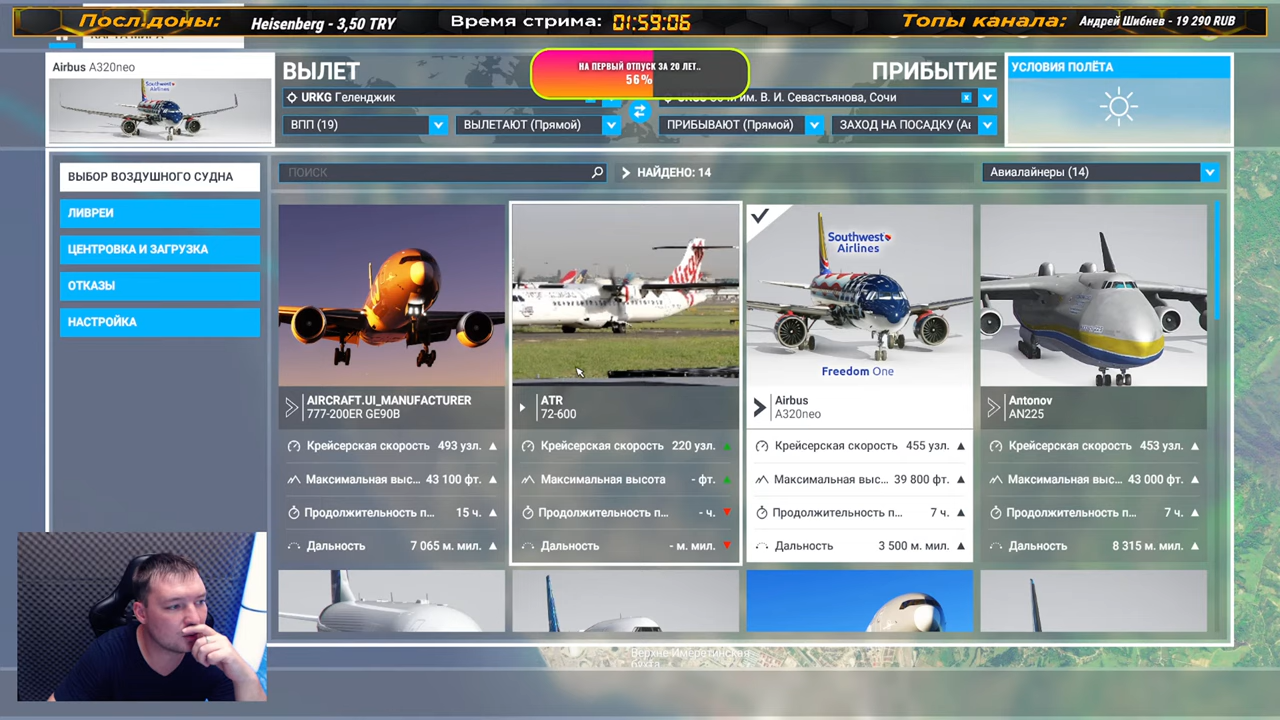 Посл.доны:
Heisenberg - 3,50 TRY
Время стрима:
01:59:06
Топы канала:
Андрей Шибнев - 19 290 RUB
Airbus A320neo
ВЫЛЕТ
НА ПЕРВЫЙ ОТПУСК ЗА 20 ЛЕТ..
56%
ПРИБЫТИЕ
УСЛОВИЯ ПОЛЁТА
URKG Геленджик
им. В. И. Севастьянова, Сочи
ВПП (19)
ВЫЛЕТАЮТ (Прямой)
ПРИБЫВАЮТ (Прямой)
ЗАХОД НА ПОСАДКУ (Ан
ВЫБОР ВОЗДУШНОГО СУДНА
ЛИВРЕИ
ЦЕНТРОВКА И ЗАГРУЗКА
ОТКАЗЫ
НАСТРОЙКА
ПОИСК
НАЙДЕНО: 14
Авиалайнеры (14)
AIRCRAFT.UI_MANUFACTURER
777-200ER GE90B
Крейсерская скорость 493 узл.
Максимальная выс... 43 100 фт.
Продолжительность п... 15 ч.
Дальность 7 065 м. мил.
ATR
72-600
Крейсерская скорость 220 узл.
Максимальная высота - фт.
Продолжительность п... - ч.
Дальность - м. мил.
Southwest
Airlines
Freedom One
Airbus
A320neo
Крейсерская скорость 455 узл.
Максимальная выс... 39 800 фт.
Продолжительность п... 7 ч.
Дальность 3 500 м. мил.
Antonov
AN225
Крейсерская скорость 453 узл.
Максимальная выс... 43 000 фт.
Продолжительность п... 7 ч.
Дальность 8 315 м. мил.